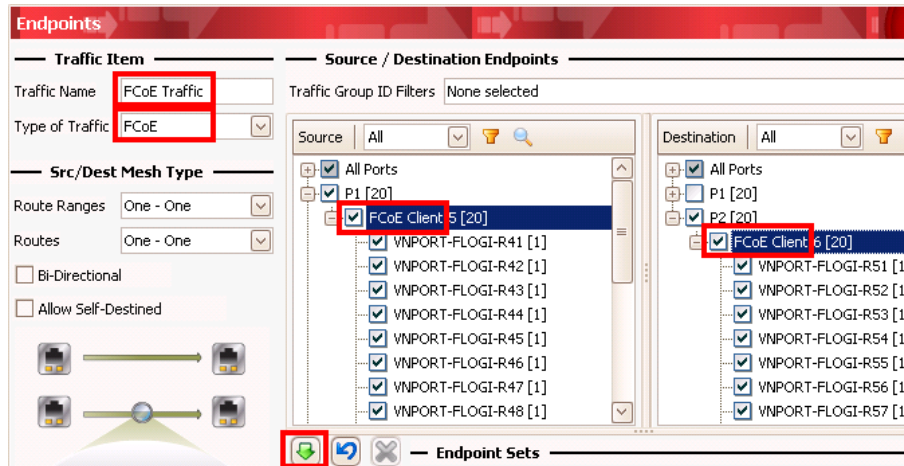 Endpoints
Traffic Item
Traffic Name FCoE Traffic
Type of Traffic FCoE
Src/Dest Mesh Type
Route Ranges One - One
Routes One - One
Bi-Directional
Allow Self-Destined
Source / Destination Endpoints
Traffic Group ID Filters None selected
Source All
All Ports
P1 [20]
FCoE Client 5 [20]
VNPORT-FLOGI-R41 [1]
VNPORT-FLOGI-R42 [1]
VNPORT-FLOGI-R43 [1]
VNPORT-FLOGI-R44 [1]
VNPORT-FLOGI-R45 [1]
VNPORT-FLOGI-R46 [1]
VNPORT-FLOGI-R47 [1]
VNPORT-FLOGI-R48 [1]
Destination All
All Ports
P1 [20]
P2 [20]
FCoE Client 6 [20]
VNPORT-FLOGI-R51 [1
VNPORT-FLOGI-R52 [1
VNPORT-FLOGI-R53 [1
VNPORT-FLOGI-R54 [1
VNPORT-FLOGI-R55 [1
VNPORT-FLOGI-R56 [1
VNPORT-FLOGI-R57 [1
Endpoint Sets